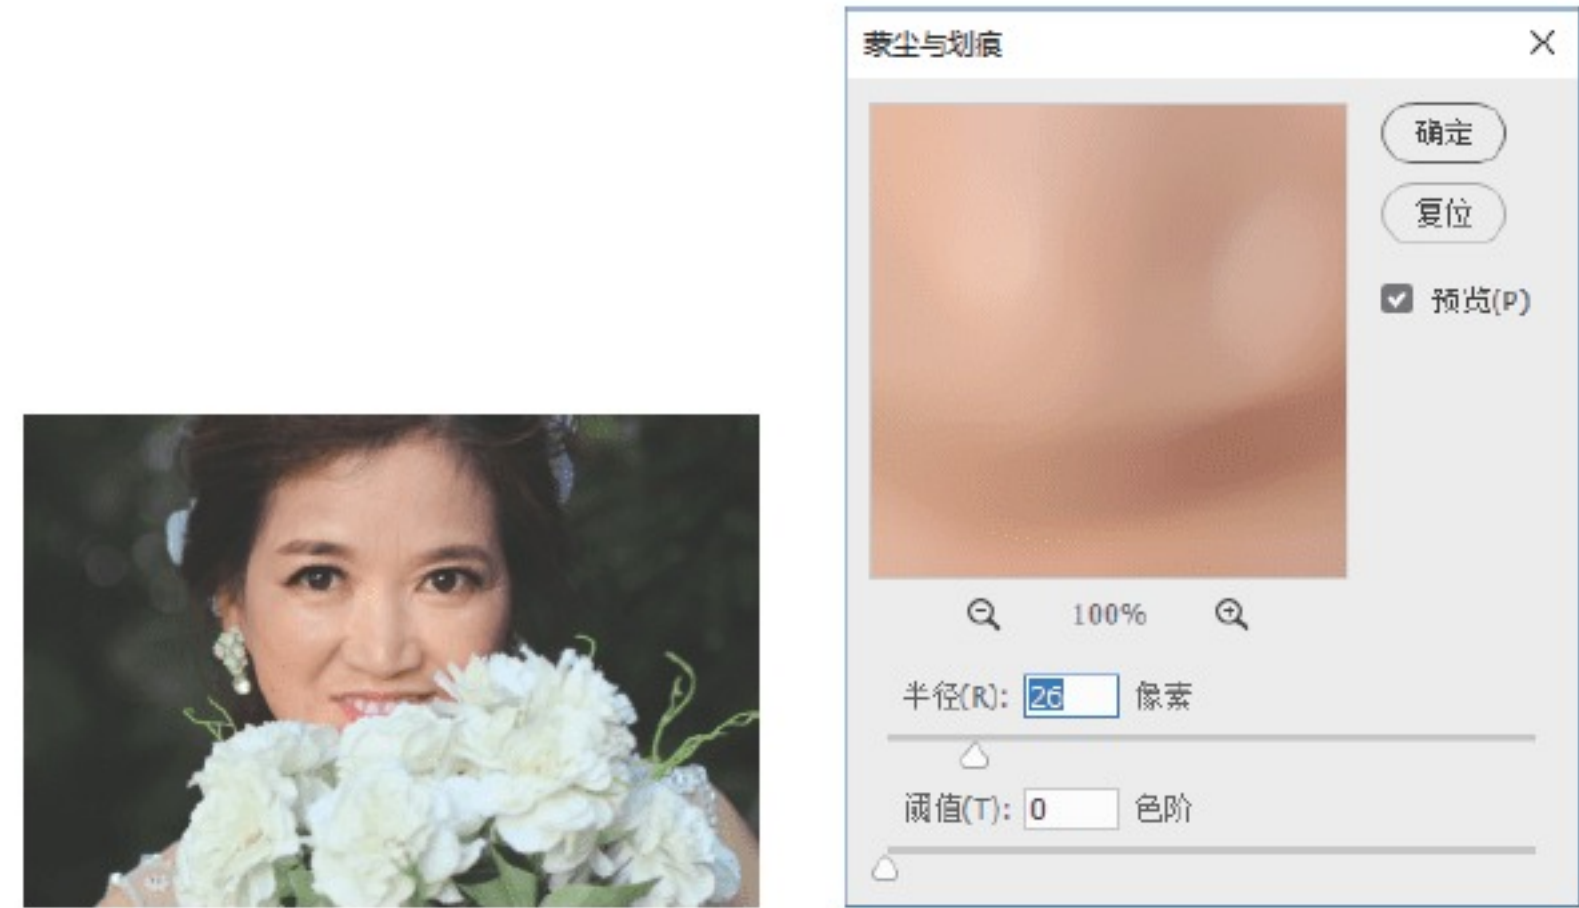 蒙尘与划痕
确定
复位
预览(P)
100%
半径(R): 26 像素
阈值(T): 0 色阶